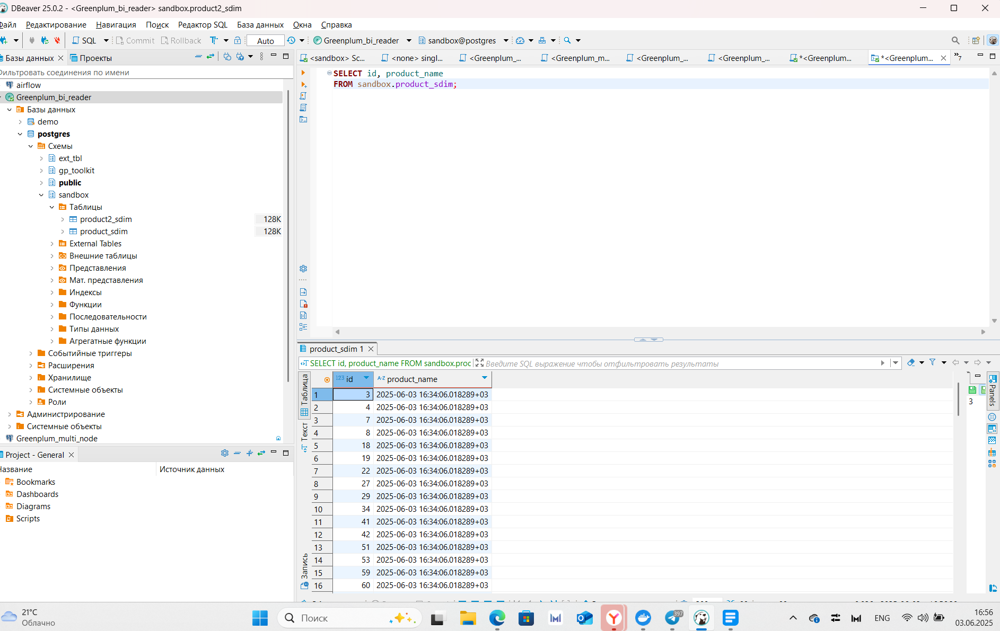 DBeaver 25.0.2 - <Greenplum_bi_reader> sandbox.product2_sdim
Файл Редактирование Навигация Поиск Редактор SQL База данных Окна Справка
SQL Commit Rollback Auto Greenplum_bi_reader sandbox@postgres
Базы данных Проекты
<sandbox> Sc... <none> singl... <Greenplum_... <Greenplum_m... <Greenplum_... <Greenplum_... *<Greenplum... *<Greenplum... »7
Фильтровать соединения по имени
airflow
Greenplum_bi_reader
Базы данных
demo
postgres
Схемы
ext_tbl
gp_toolkit
public
sandbox
Таблицы
product2_sdim 128K
product_sdim 128K
External Tables
Внешние таблицы
Представления
Мат. представления
Индексы
Функции
Последовательности
Типы данных
Агрегатные функции
Событийные триггеры
Расширения
Хранилище
Системные объекты
Роли
Администрирование
Системные объекты
Greenplum_multi_node
Project - General
Название Источник данных
Bookmarks
Dashboards
Diagrams
Scripts
SELECT id, product_name
FROM sandbox.product_sdim;
product_sdim 1
SELECT id, product_name FROM sandbox.proc Введите SQL выражение чтобы отфильтровать результаты
Таблица
Текст
Запись
123 id A-Z product_name
1 3 2025-06-03 16:34:06.018289+03
2 4 2025-06-03 16:34:06.018289+03
3 7 2025-06-03 16:34:06.018289+03
4 8 2025-06-03 16:34:06.018289+03
5 18 2025-06-03 16:34:06.018289+03
6 19 2025-06-03 16:34:06.018289+03
7 22 2025-06-03 16:34:06.018289+03
8 27 2025-06-03 16:34:06.018289+03
9 29 2025-06-03 16:34:06.018289+03
10 34 2025-06-03 16:34:06.018289+03
11 41 2025-06-03 16:34:06.018289+03
12 42 2025-06-03 16:34:06.018289+03
13 51 2025-06-03 16:34:06.018289+03
14 53 2025-06-03 16:34:06.018289+03
15 59 2025-06-03 16:34:06.018289+03
16 60 2025-06-03 16:34:06.018289+03
Panels
3
21°C
Облачно
Поиск
397
ENG
16:56
03.06.2025